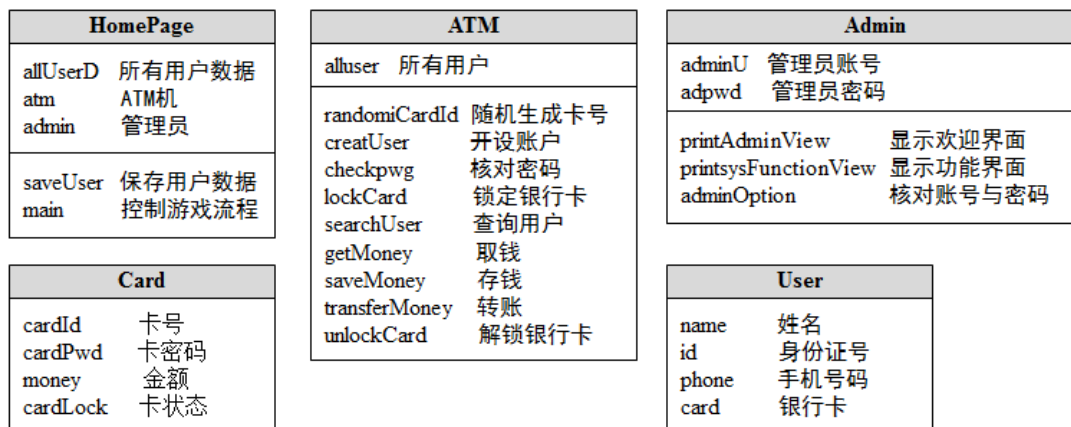 HomePage
allUserD 所有用户数据
atm ATM机
admin 管理员
saveUser 保存用户数据
main 控制游戏流程
ATM
alluser 所有用户
randomiCardId 随机生成卡号
creatUser 开设账户
checkpwg 核对密码
lockCard 锁定银行卡
searchUser 查询用户
getMoney 取钱
saveMoney 存钱
transferMoney 转账
unlockCard 解锁银行卡
Admin
adminU 管理员账号
adpwd 管理员密码
printAdminView 显示欢迎界面
printsysFunctionView 显示功能界面
adminOption 核对账号与密码
Card
cardId 卡号
cardPwd 卡密码
money 金额
cardLock 卡状态
User
name 姓名
id 身份证号
phone 手机号码
card 银行卡